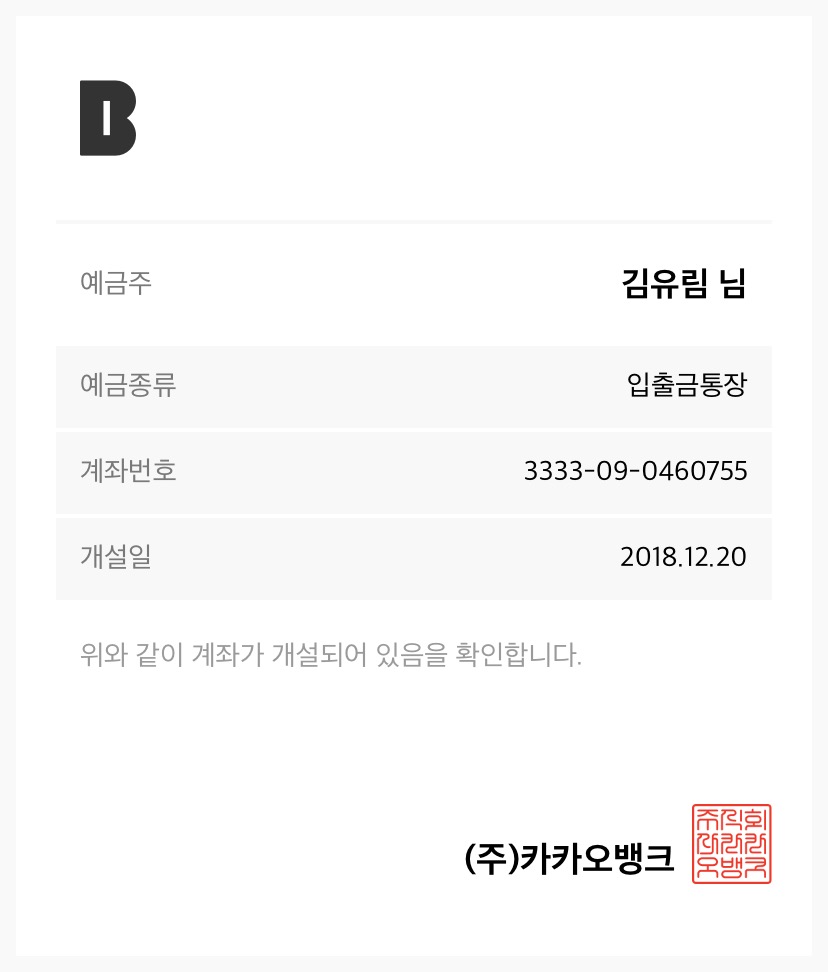 B
예금주 김유림 님
예금종류 입출금통장
계좌번호 3333-09-0460755
개설일 2018.12.20
위와 같이 계좌가 개설되어 있음을 확인합니다.
(주)카카오뱅크
주식회
사카카
오뱅크